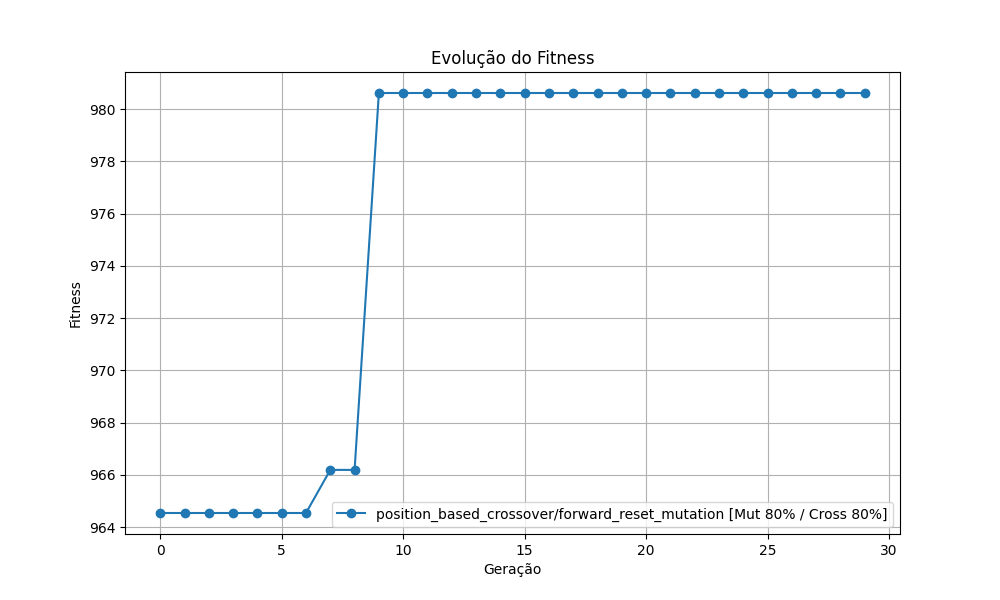 Evolução do Fitness
Fitness
980
978
976
974
972
970
968
966
964
position_based_crossover/forward_reset_mutation [Mut 80% / Cross 80%]
0 5 10 15 20 25 30
Geração